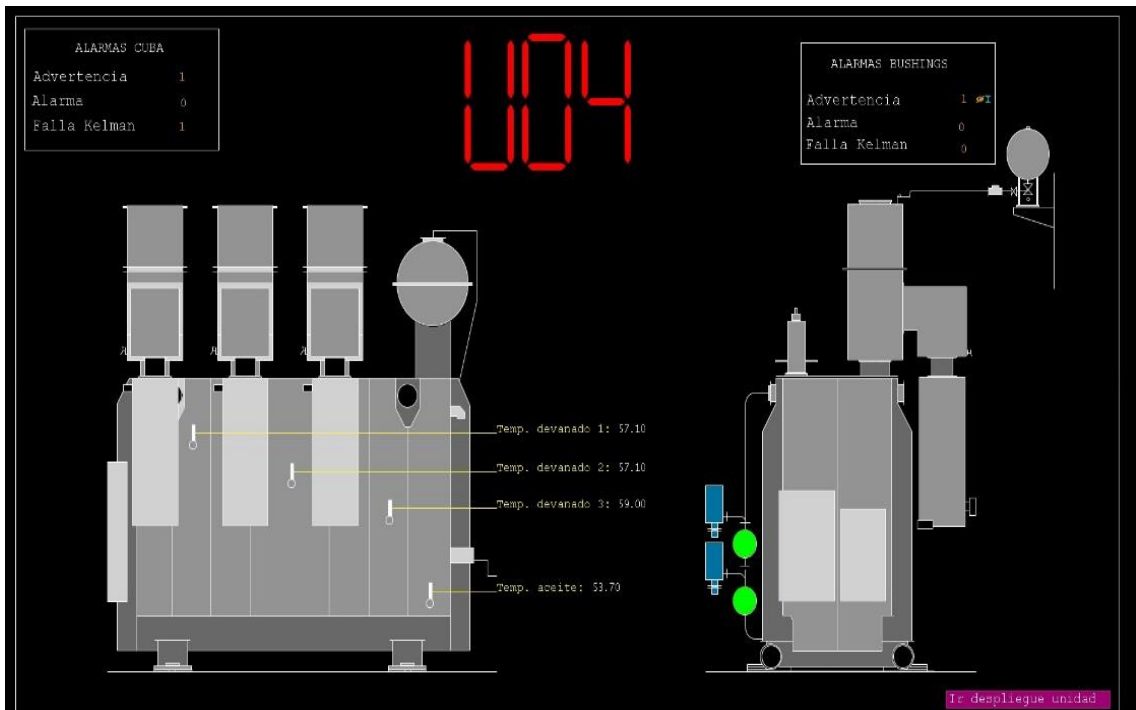 ALARMAS CUBA
Advertencia 1
Alarma 0
Falla Kelman 1
U04
ALARMAS BUSHINGS
Advertencia 1
Alarma 0
Falla Kelman 0
Temp. devanado 1: 57.10
Temp. devanado 2: 57.10
Temp. devanado 3: 59.00
Temp. aceite: 53.70
Ir despliegue unidad